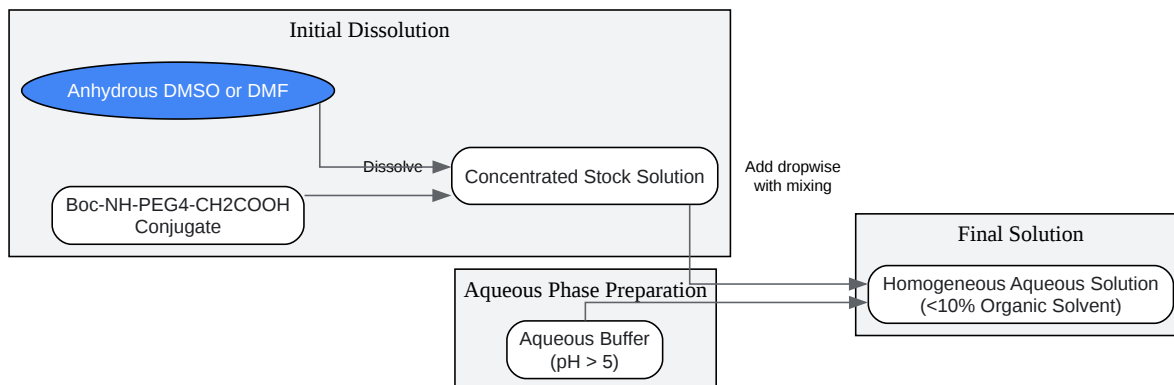 Initial Dissolution
Anhydrous DMSO or DMF
Dissolve
Concentrated Stock Solution
Boc-NH-PEG4-CH2COOH
Conjugate
Add dropwise
with mixing
Final Solution
Homogeneous Aqueous Solution
(<10% Organic Solvent)
Aqueous Phase Preparation
Aqueous Buffer
(pH > 5)